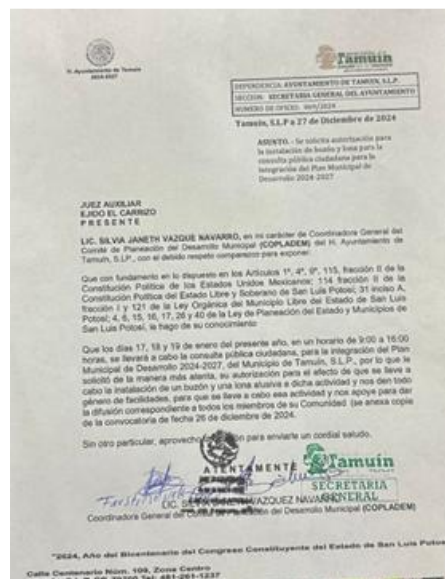 H. Ayuntamiento de Tamuín
2024-2027
Tamuín
DEPENDENCIA: AYUNTAMIENTO DE TAMUIN, S.L.P.
SECCION: SECRETARIA GENERAL DEL AYUNTAMIENTO
NUMERO DE OFICIO: /2024
Tamuín, S.L.P a 27 de Diciembre de 2024
ASUNTO. - Se solicita autorización para
la instalación de buzón y lona para la
consulta pública ciudadana para la
integración del Plan Municipal de
Desarrollo 2024-2027
JUEZ AUXILIAR
EJIDO EL CARRIZO
P R E S E N T E
LIC. SILVIA JANETH VAZQUE NAVARRO, en mi carácter de Coordinadora General del
Comité de Planeación del Desarrollo Municipal (COPLADEM) del H. Ayuntamiento de
Tamuín, S.LP., con el debido respeto comparezco para exponer:
Que con fundamento en lo dispuesto en los Artículos 1º, 4º, 9º, 115, fracción II de la
Constitución Política de los Estados Unidos Mexicanos; 114 fracción II de la
Constitución Política del Estado Libre y Soberano de San Luis Potosí; 31 inciso A,
fracción I y 121 de la Ley Orgánica del Municipio Libre del Estado de San Luis
Potosí; 4, 6, 15, 16, 17, 26 y 40 de la Ley de Planeación del Estado y Municipios de
San Luis Potosí, le hago de su conocimiento
Que los días 17, 18 y 19 de enero del presente año, en un horario de 9:00 a 16:00
horas, se llevará a cabo la consulta pública ciudadana, para la integración del Plan
Municipal de Desarrollo 2024-2027, del Municipio de Tamuín, S.L.P., por lo que le
solicitó de la manera más atenta, su autorización para el efecto de que se lleve a
cabo la instalación de un buzón y una lona alusiva a dicha actividad y nos den todo
género de facilidades, para que se lleve a cabo esa actividad y nos apoye para dar
la difusión correspondiente a todos los miembros de su Comunidad. (se anexa copia
de la convocatoria de fecha 26 de diciembre de 2024.
Sin otro particular, aprovecho para enviarle un cordial saludo.
ATENTAMENTE
Tamuín
SECRETARIA
GENERAL
LIC. SILVIA JANETH VAZQUEZ NAVARRO
Coordinadora General del Comité de Planeación del Desarrollo Municipal (COPLADEM)
"2024, Año del Bicentenario del Congreso Constituyente del Estado de San Luis Potosí
Calle Centenario Núm. 109, Zona Centro
Tel: 481-261-1237